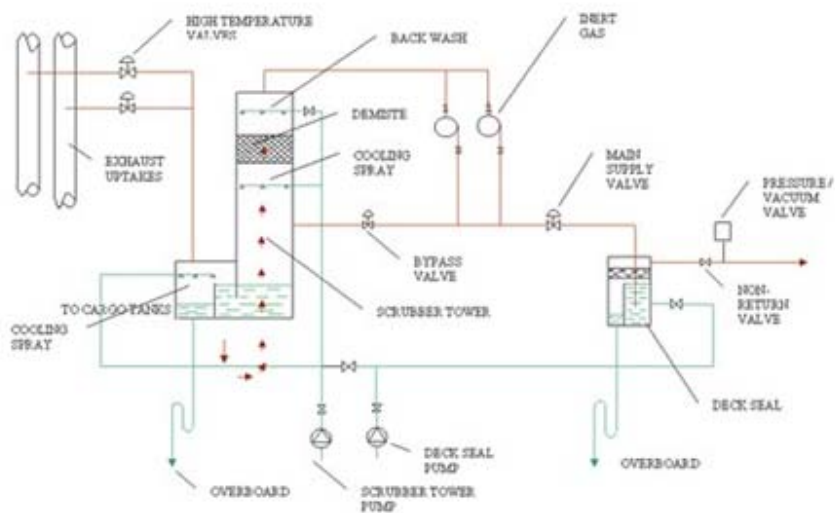 HIGH TEMPERATURE
VALVES
BACK WASH
INERT
GAS
DEMISTE
EXHAUST
UPTAKES
COOLING
SPRAY
MAIN
SUPPLY
VALVE
PRESSURE/
VACUUM
VALVE
BYPASS
VALVE
TO CARGO TANKS
COOLING
SPRAY
SCRUBBER TOWER
NON-
RETURN
VALVE
DECK SEAL
DECK SEAL
PUMP
OVERBOARD
SCRUBBER TOWER
PUMP
OVERBOARD